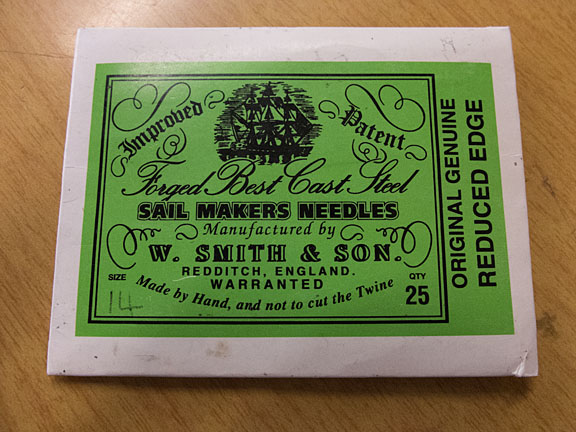 Improved Patent
Forged Best Cast Steel
SAIL MAKERS NEEDLES
Manufactured by
W. SMITH & SON.
REDDITCH, ENGLAND.
WARRANTED
Made by Hand, and not to cut the Twine
SIZE
14
QTY
25
ORIGINAL GENUINE
REDUCED EDGE